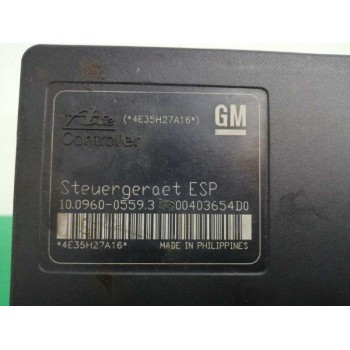 Ate (*4E35H27A16*) GM
Controller
Steuergeraet ESP
10.0960-0559.3 00403654D0
*4E35H27A16* MADE IN PHILIPPINES